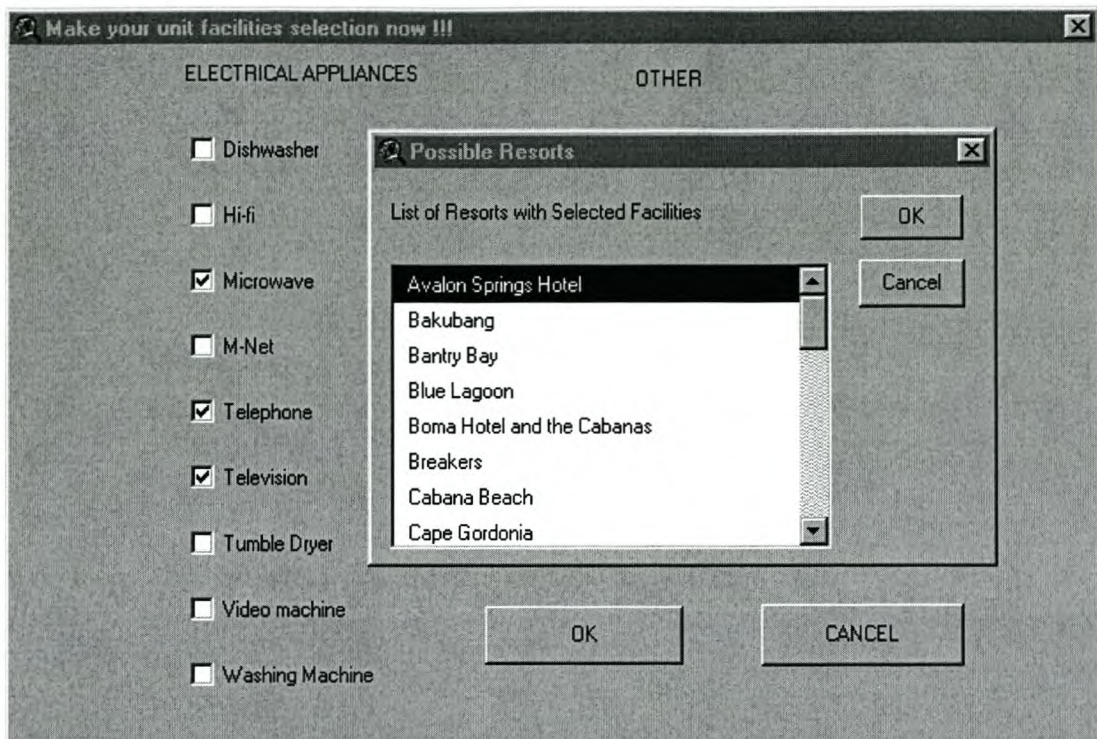 Make your unit facilities selection now !!!
ELECTRICAL APPLIANCES
OTHER
Dishwasher
Hi-fi
Microwave
M-Net
Telephone
Television
Tumble Dryer
Video machine
Washing Machine
Possible Resorts
List of Resorts with Selected Facilities
OK
Cancel
Avalon Springs Hotel
Bakubang
Bantry Bay
Blue Lagoon
Boma Hotel and the Cabanas
Breakers
Cabana Beach
Cape Gordonia
OK
CANCEL